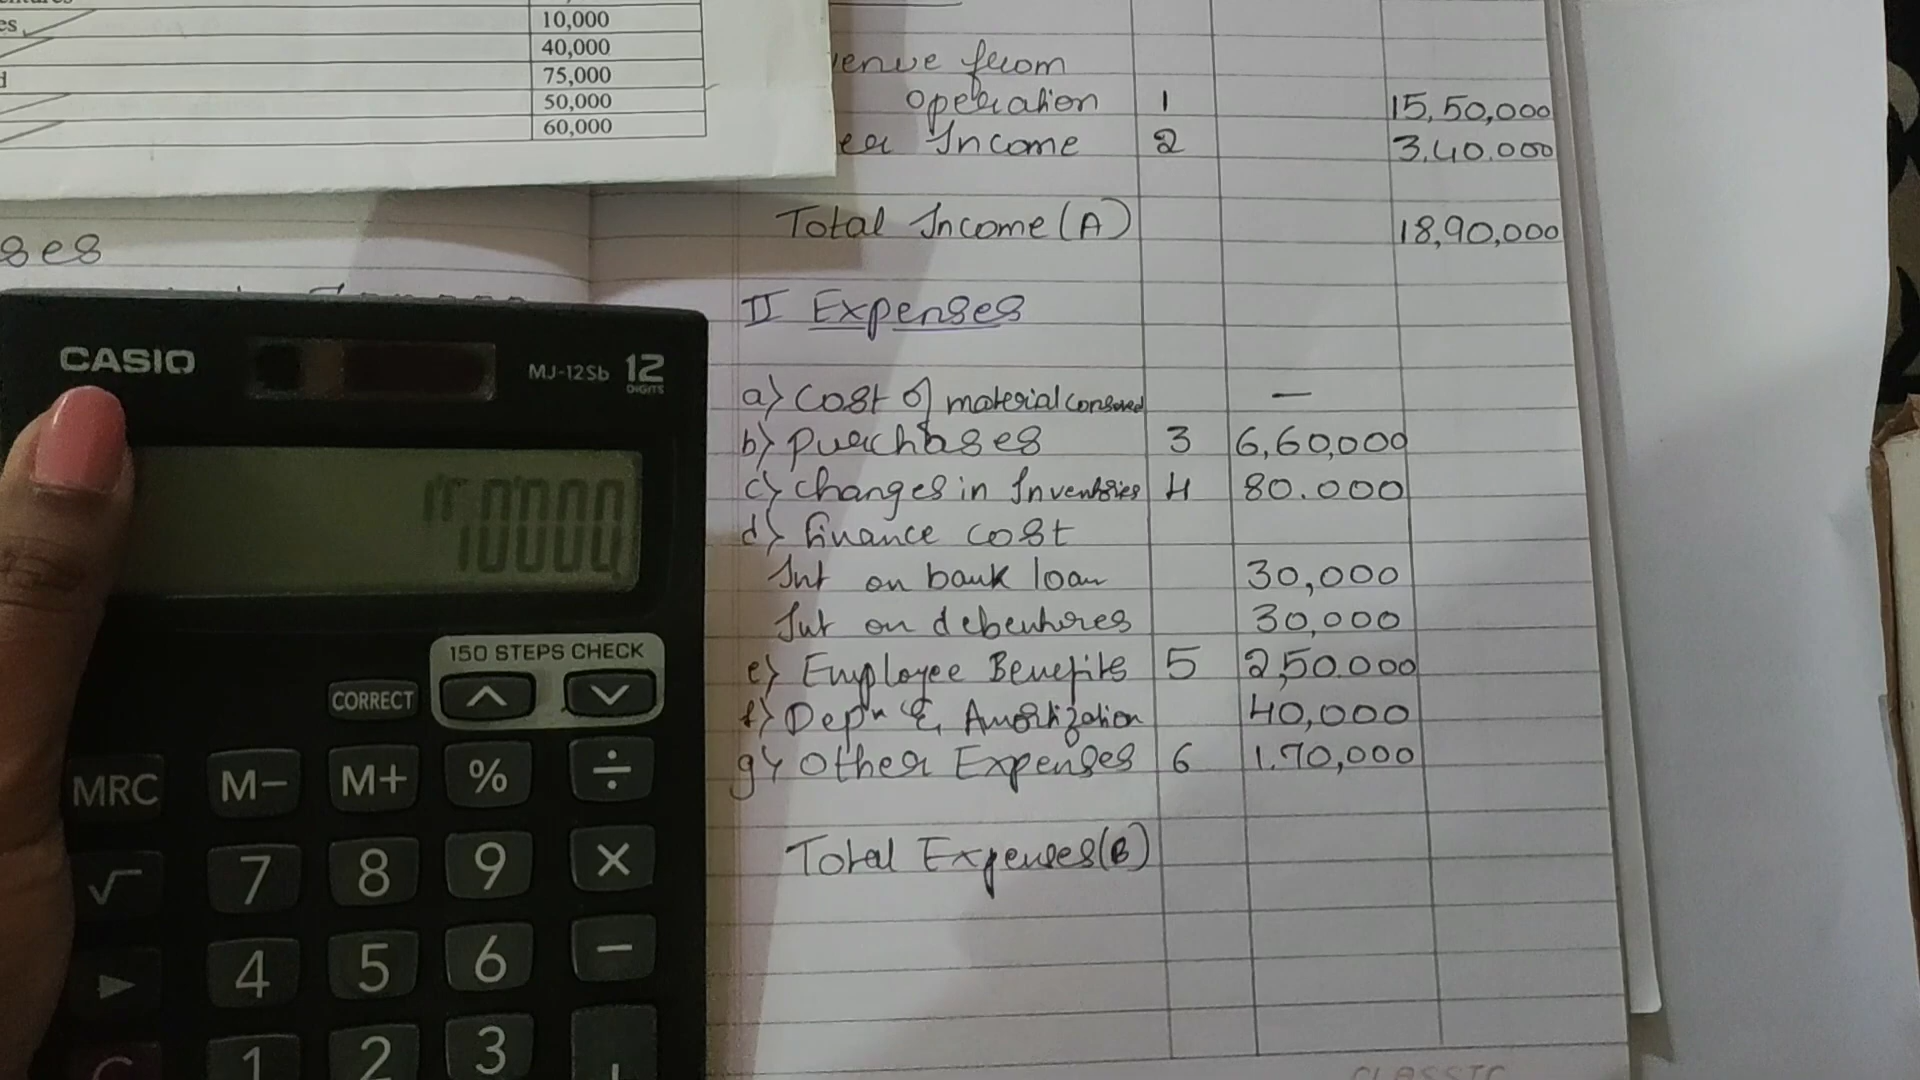 es
10,000
40,000
75,000
50,000
60,000
from
operation 1 15,50,000
Income 2 3,40.000
Total Income (A) 18,90,000
ses
II Expenses
a) Cost of material consumed —
b) Purchases 3 6,60,000
c) Changes in Inventories 4 80.000
d) Finance cost
Int on bank loan 30,000
Int on debentures 30,000
e) Employee Benefits 5 2,50.000
f) Depn & Amortization 40,000
g) Other Expenses 6 1.70,000
Total Expenses (B)
CASIO
MJ-12Sb 12
DIGITS
150 STEPS CHECK
CORRECT
MRC M− M+ % ÷
√ 7 8 9 ×
▶ 4 5 6 −
C 1 2 3 +
CLASSIC